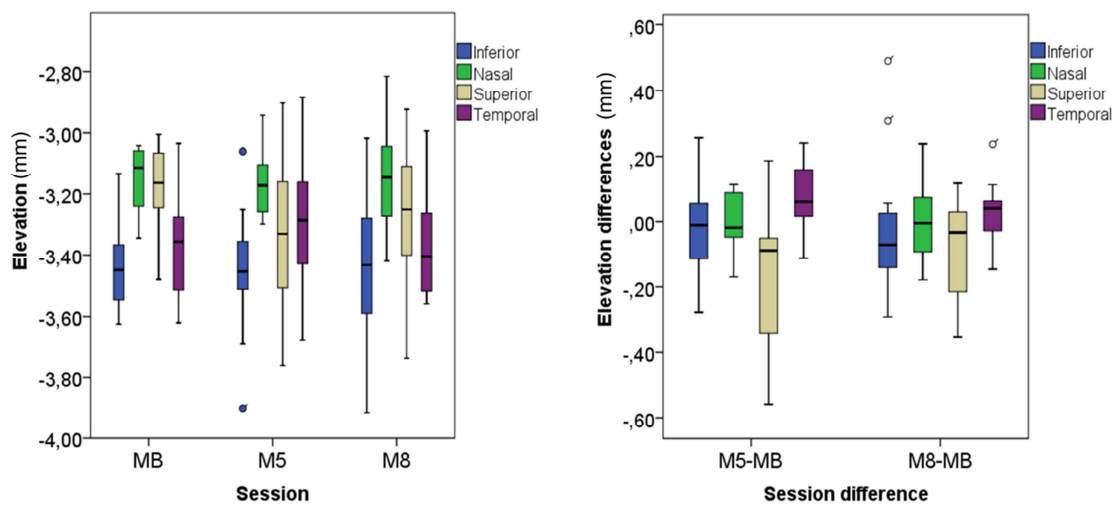 -2,80
-3,00
-3,20
-3,40
-3,60
-3,80
-4,00
Elevation (mm)
MB M5 M8
Session
Inferior
Nasal
Superior
Temporal
,60
,40
,20
,00
-,20
-,40
-,60
Elevation differences (mm)
M5-MB M8-MB
Session difference
Inferior
Nasal
Superior
Temporal